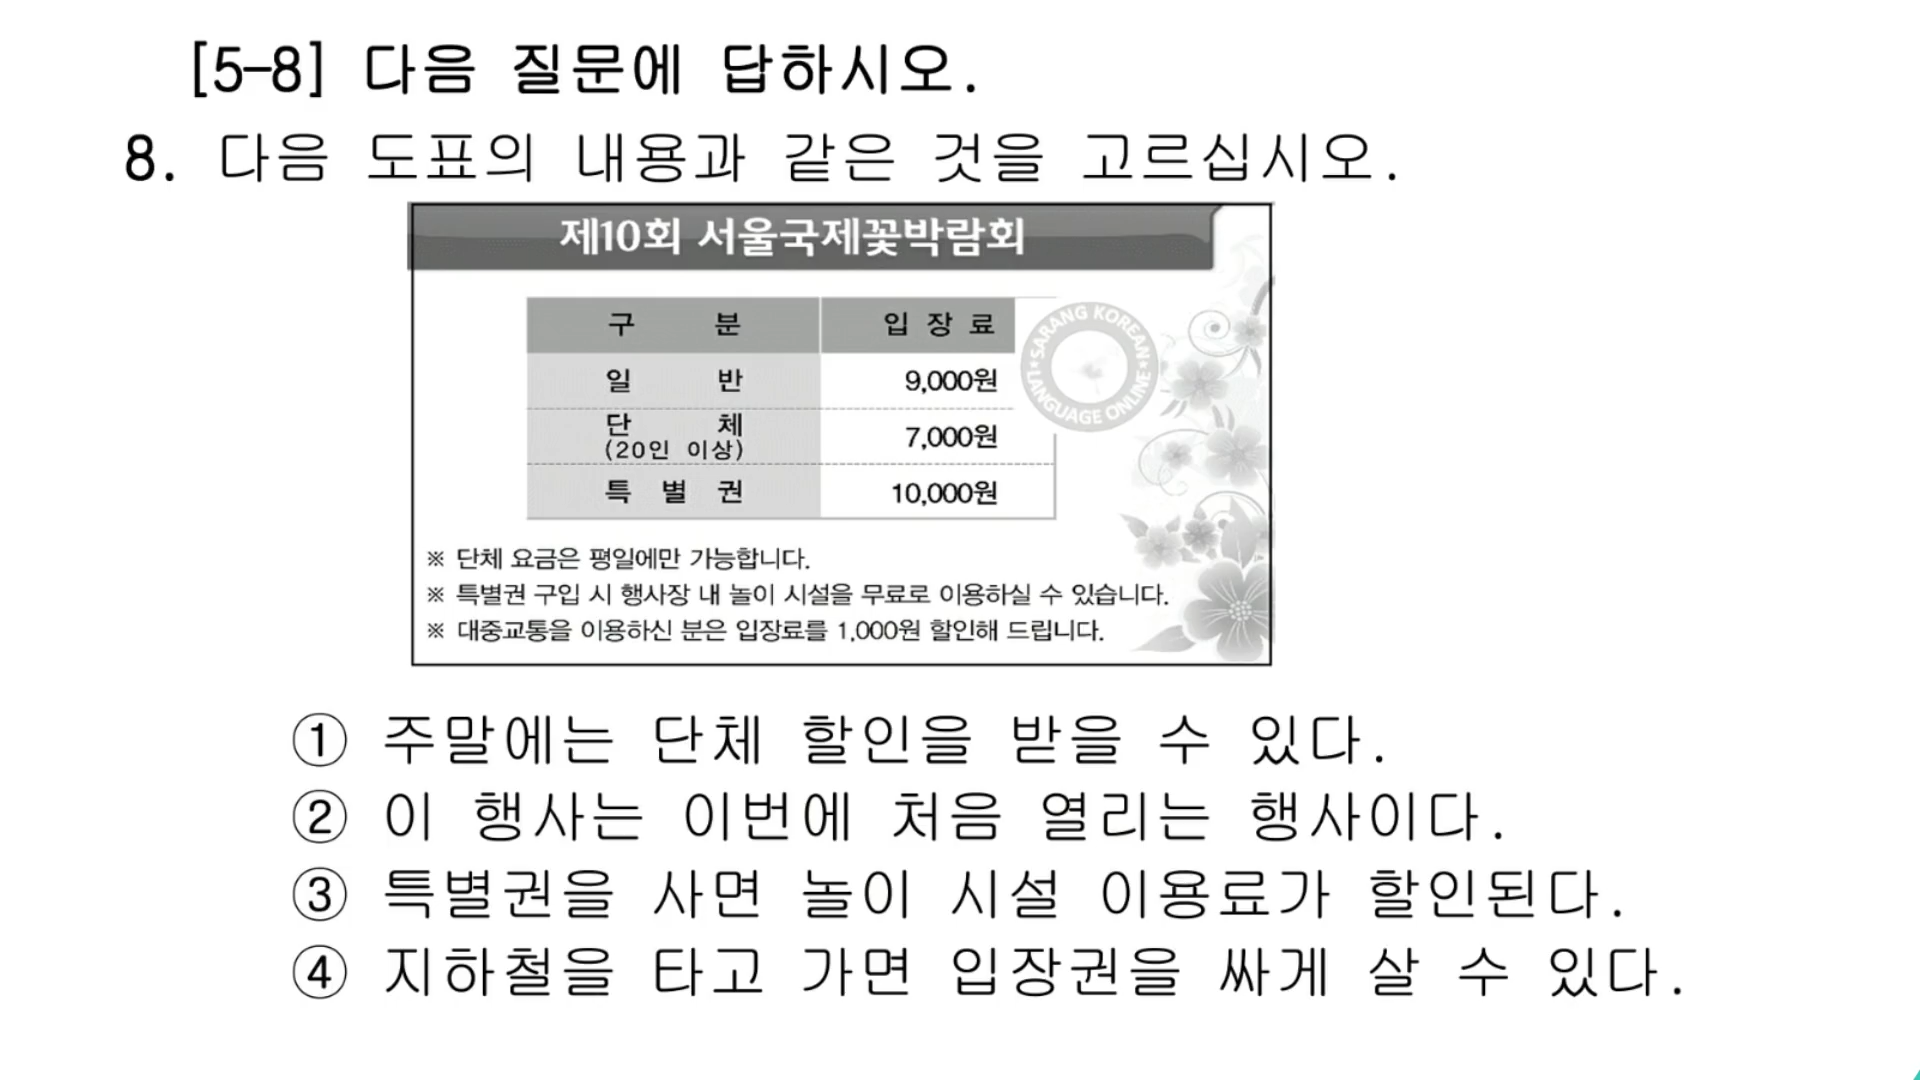 [5-8] 다음 질문에 답하시오.
8. 다음 도표의 내용과 같은 것을 고르십시오.
제10회 서울국제꽃박람회
구 분 입 장 료
일 반 9,000원
단 체 7,000원
(20인 이상)
특 별 권 10,000원
SARANG KOREAN
LANGUAGE ONLINE
※ 단체 요금은 평일에만 가능합니다.
※ 특별권 구입 시 행사장 내 놀이 시설을 무료로 이용하실 수 있습니다.
※ 대중교통을 이용하신 분은 입장료를 1,000원 할인해 드립니다.
① 주말에는 단체 할인을 받을 수 있다.
② 이 행사는 이번에 처음 열리는 행사이다.
③ 특별권을 사면 놀이 시설 이용료가 할인된다.
④ 지하철을 타고 가면 입장권을 싸게 살 수 있다.